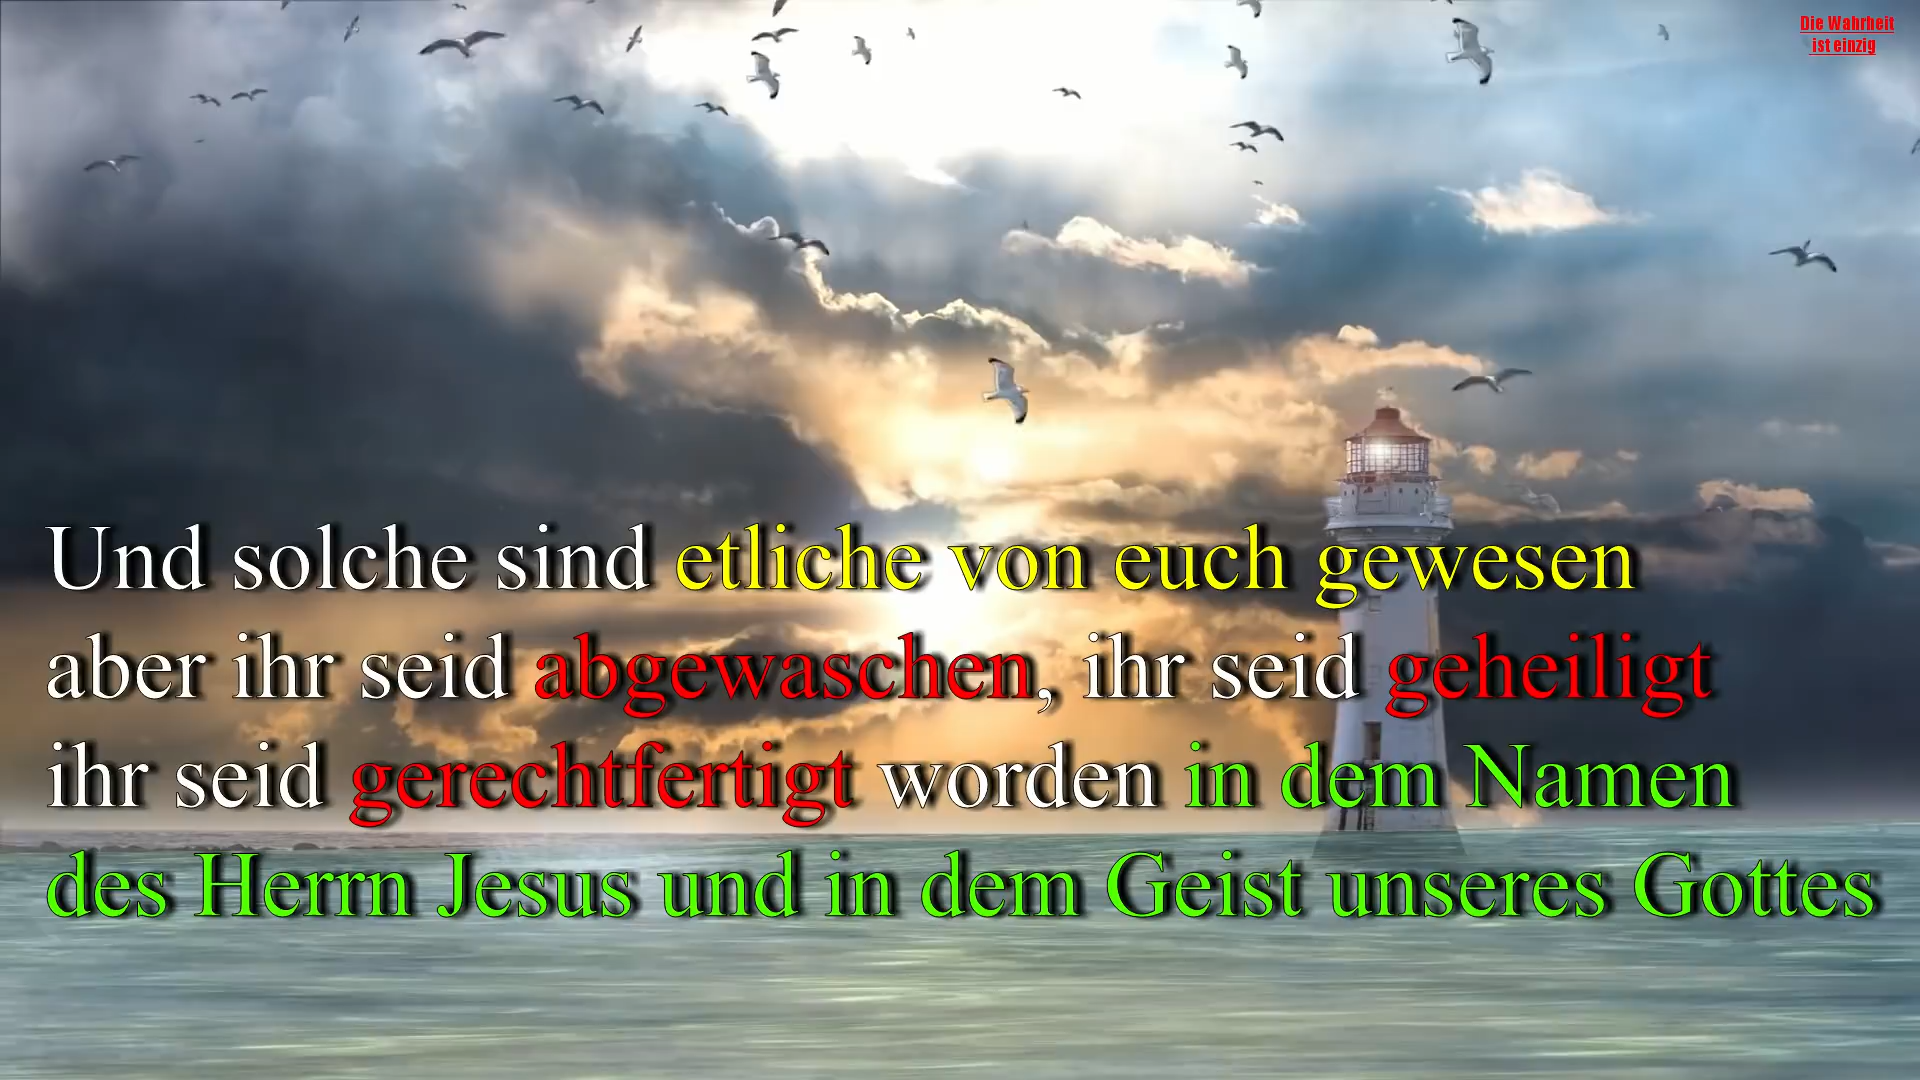 Die Wahrheit
ist einzig
Und solche sind etliche von euch gewesen
aber ihr seid abgewaschen, ihr seid geheiligt
ihr seid gerechtfertigt worden in dem Namen
des Herrn Jesus und in dem Geist unseres Gottes